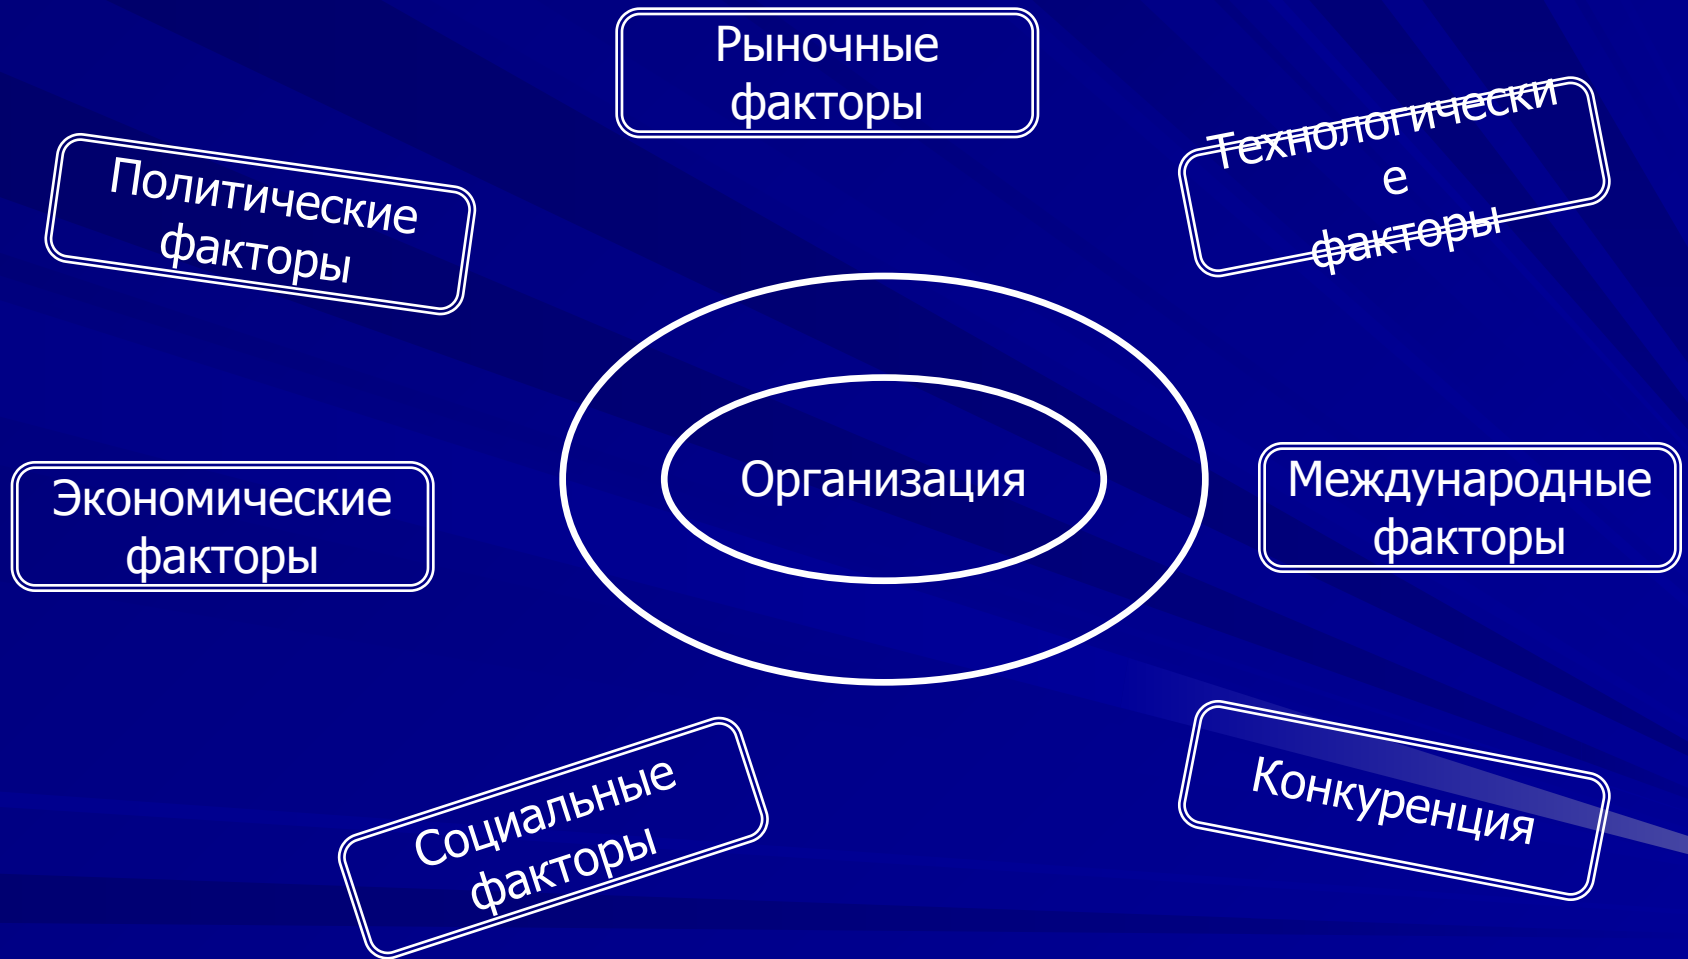 Рыночные
факторы
Технологически
е
факторы
Политические
факторы
Организация
Экономические
факторы
Международные
факторы
Социальные
факторы
Конкуренция